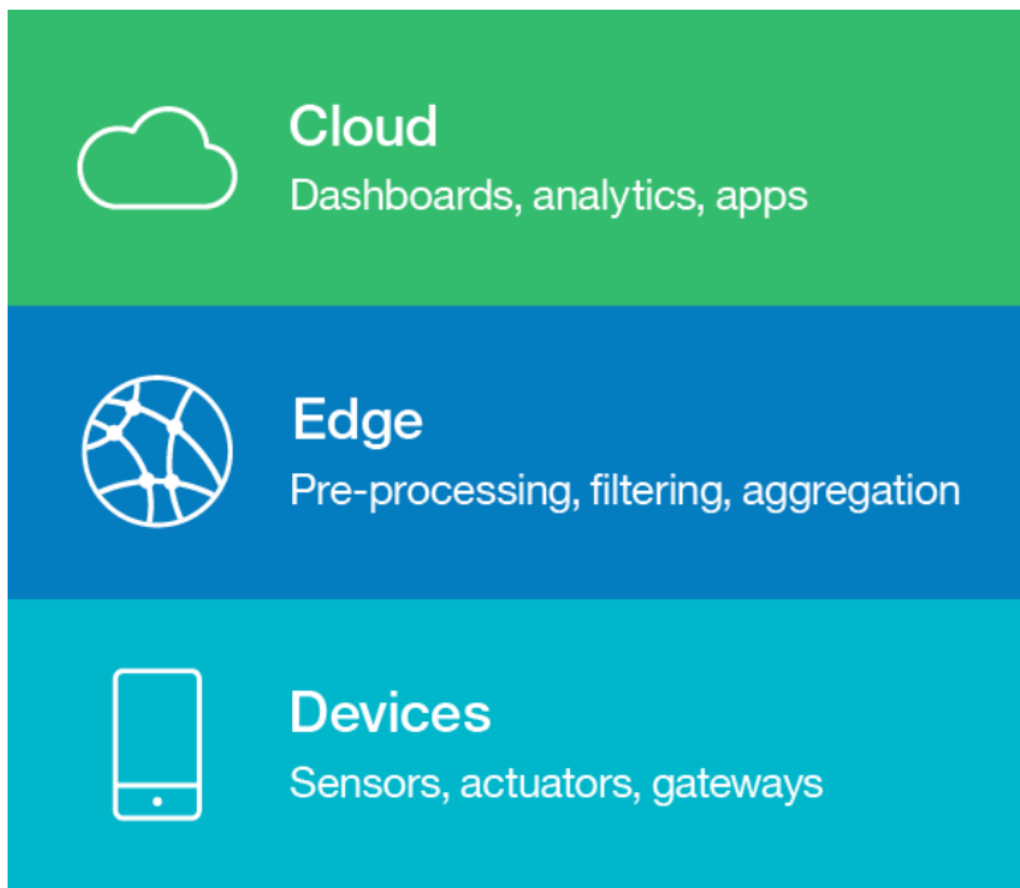 Cloud
Dashboards, analytics, apps
Edge
Pre-processing, filtering, aggregation
Devices
Sensors, actuators, gateways